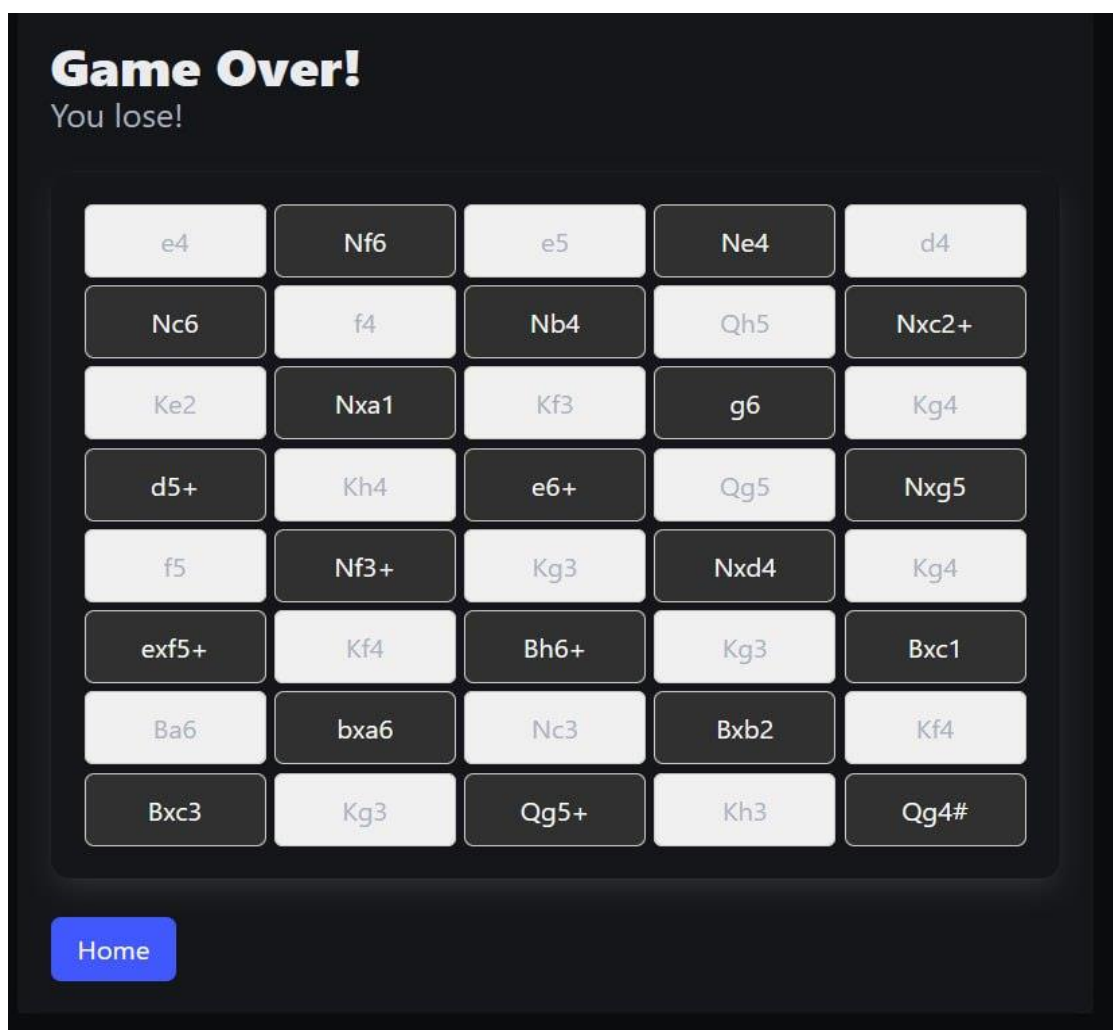 Game Over!
You lose!
e4 Nf6 e5 Ne4 d4
Nc6 f4 Nb4 Qh5 Nxc2+
Ke2 Nxa1 Kf3 g6 Kg4
d5+ Kh4 e6+ Qg5 Nxg5
f5 Nf3+ Kg3 Nxd4 Kg4
exf5+ Kf4 Bh6+ Kg3 Bxc1
Ba6 bxa6 Nc3 Bxb2 Kf4
Bxc3 Kg3 Qg5+ Kh3 Qg4#
Home